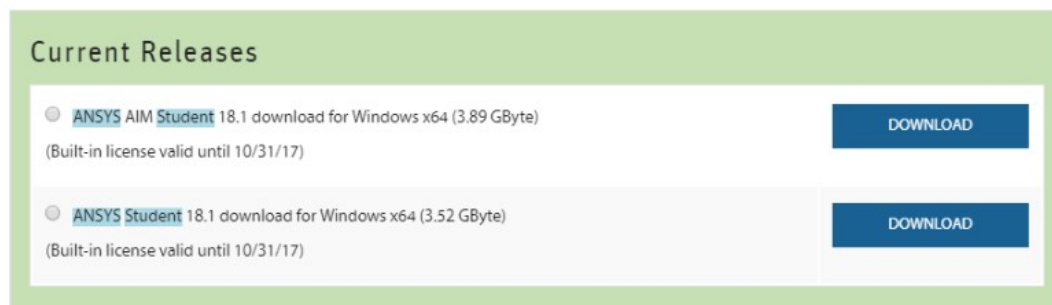 Current Releases
ANSYS AIM Student 18.1 download for Windows x64 (3.89 GByte)
DOWNLOAD
(Built-in license valid until 10/31/17)
ANSYS Student 18.1 download for Windows x64 (3.52 GByte)
DOWNLOAD
(Built-in license valid until 10/31/17)